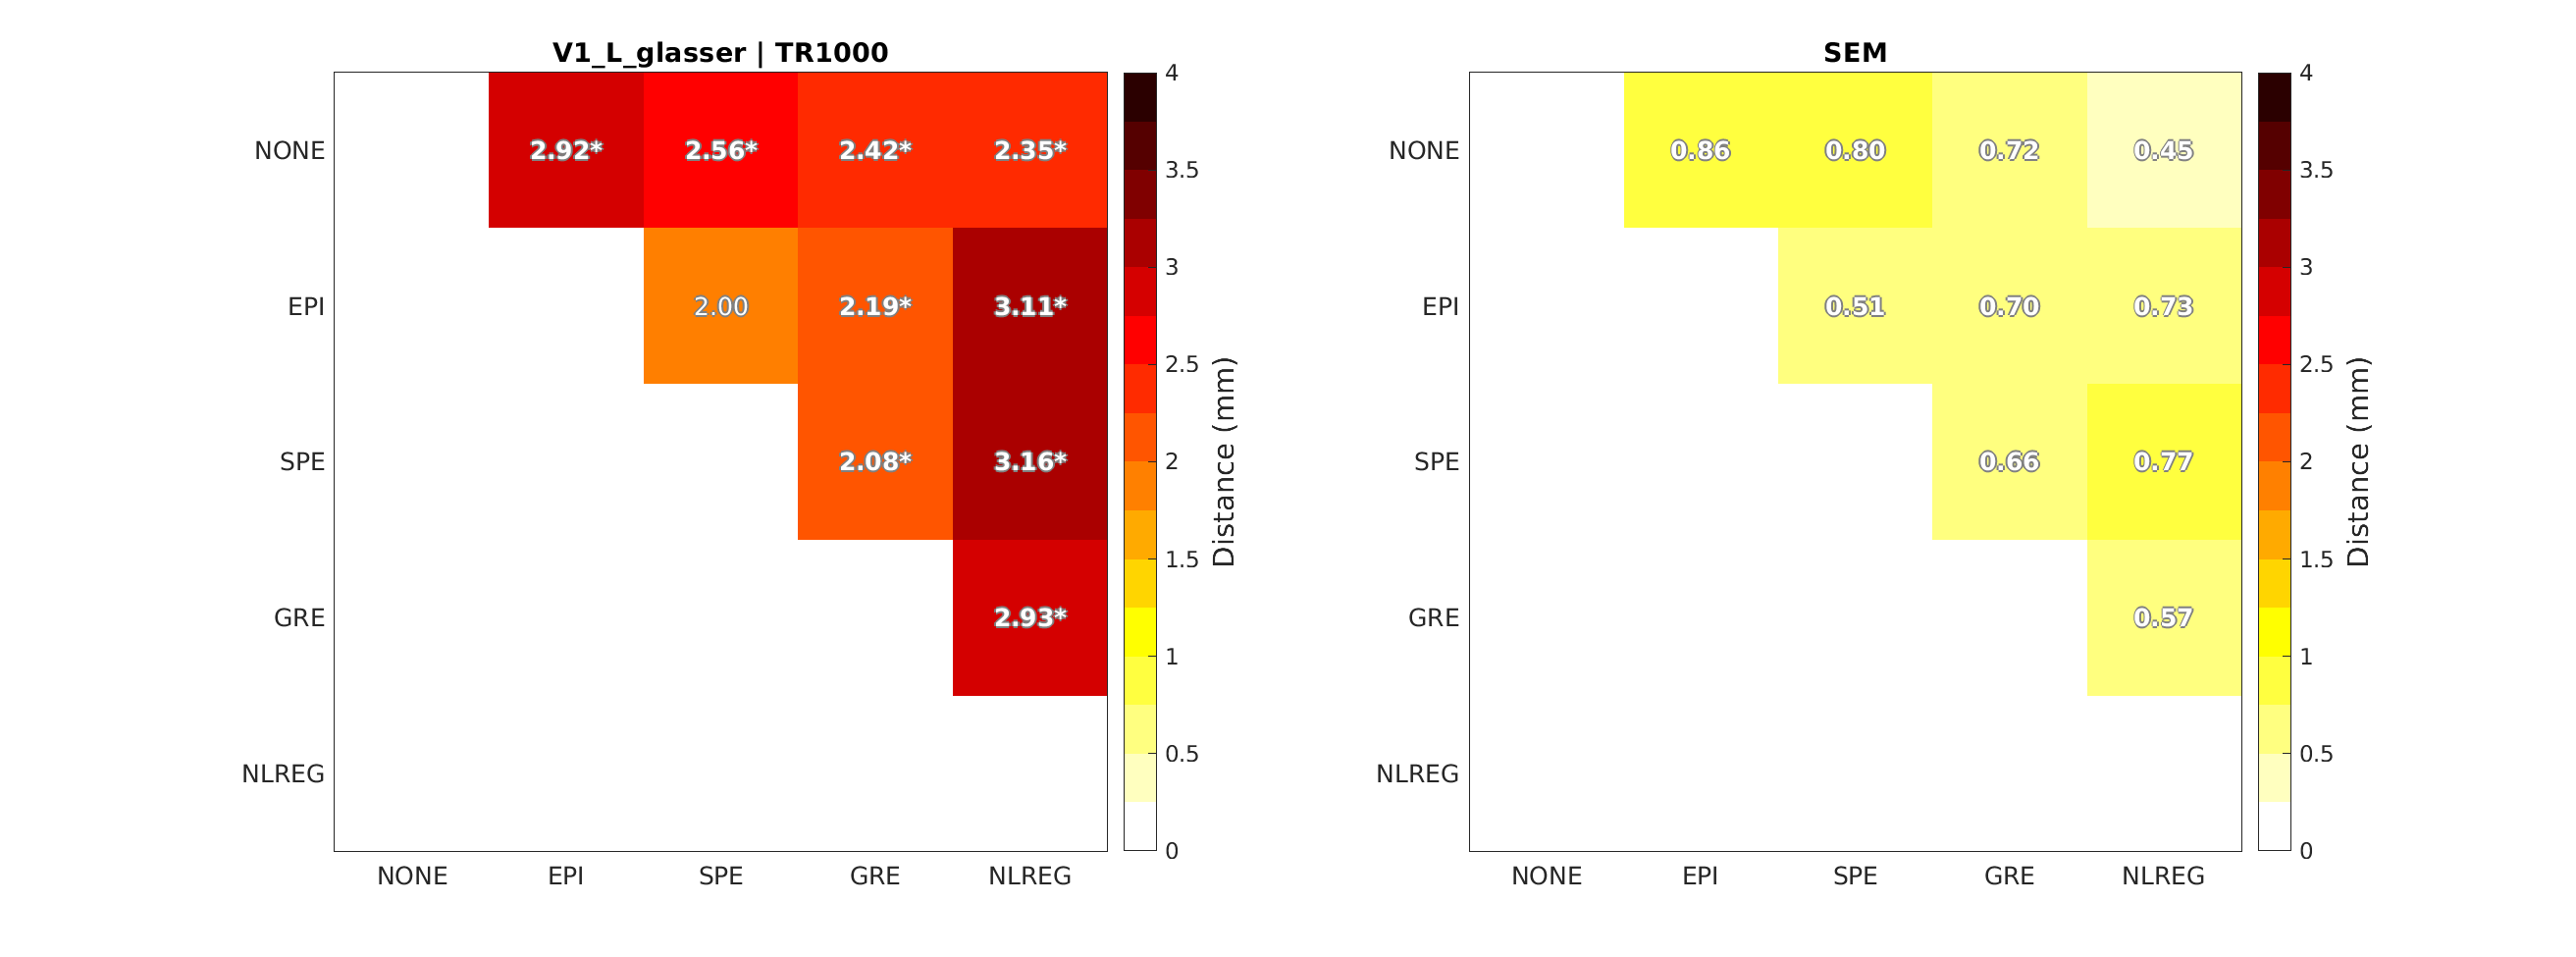 V1_L_glasser | TR1000
NONE 2.92* 2.56* 2.42* 2.35*
EPI 2.00 2.19* 3.11*
SPE 2.08* 3.16*
GRE 2.93*
NLREG
NONE EPI SPE GRE NLREG
4
3.5
3
2.5
2
1.5
1
0.5
0
Distance (mm)
SEM
NONE 0.86 0.80 0.72 0.45
EPI 0.51 0.70 0.73
SPE 0.66 0.77
GRE 0.57
NLREG
NONE EPI SPE GRE NLREG
4
3.5
3
2.5
2
1.5
1
0.5
0
Distance (mm)